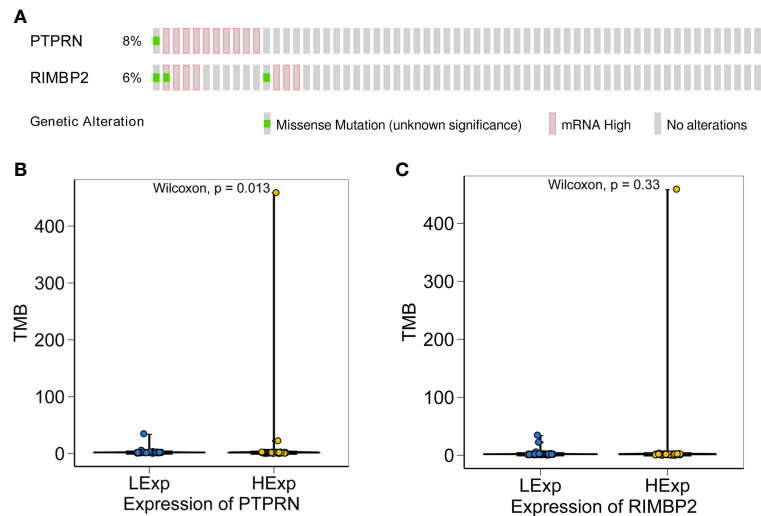 A
PTPRN 8%
RIMBP2 6%
Genetic Alteration Missense Mutation (unknown significance) mRNA High No alterations
B
Wilcoxon, p = 0.013
TMB
400
300
200
100
0
LExp HExp
Expression of PTPRN
C
Wilcoxon, p = 0.33
TMB
400
300
200
100
0
LExp HExp
Expression of RIMBP2